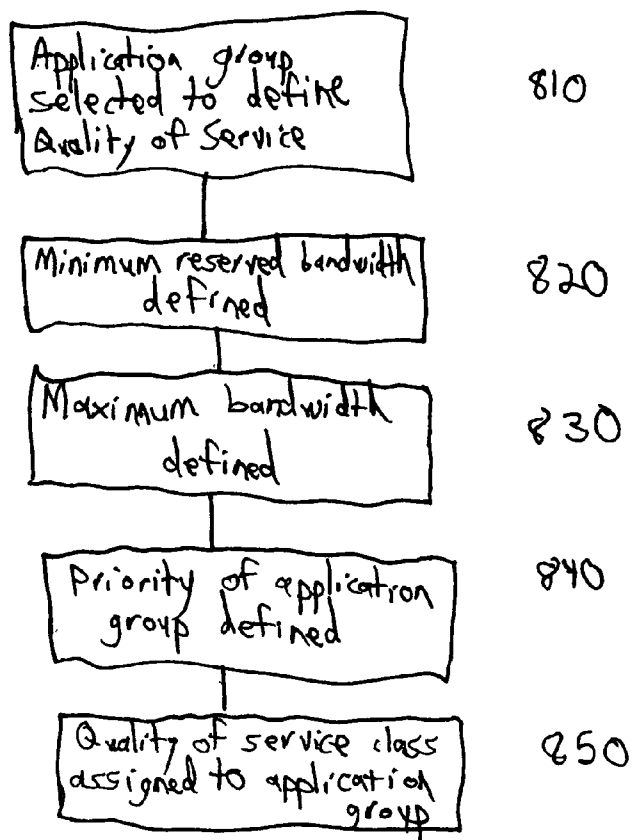 Application group
selected to define
Quality of Service
810
Minimum reserved bandwidth
defined
820
Maximum bandwidth
defined
830
Priority of application
group defined
840
Quality of service class
assigned to application
group
850